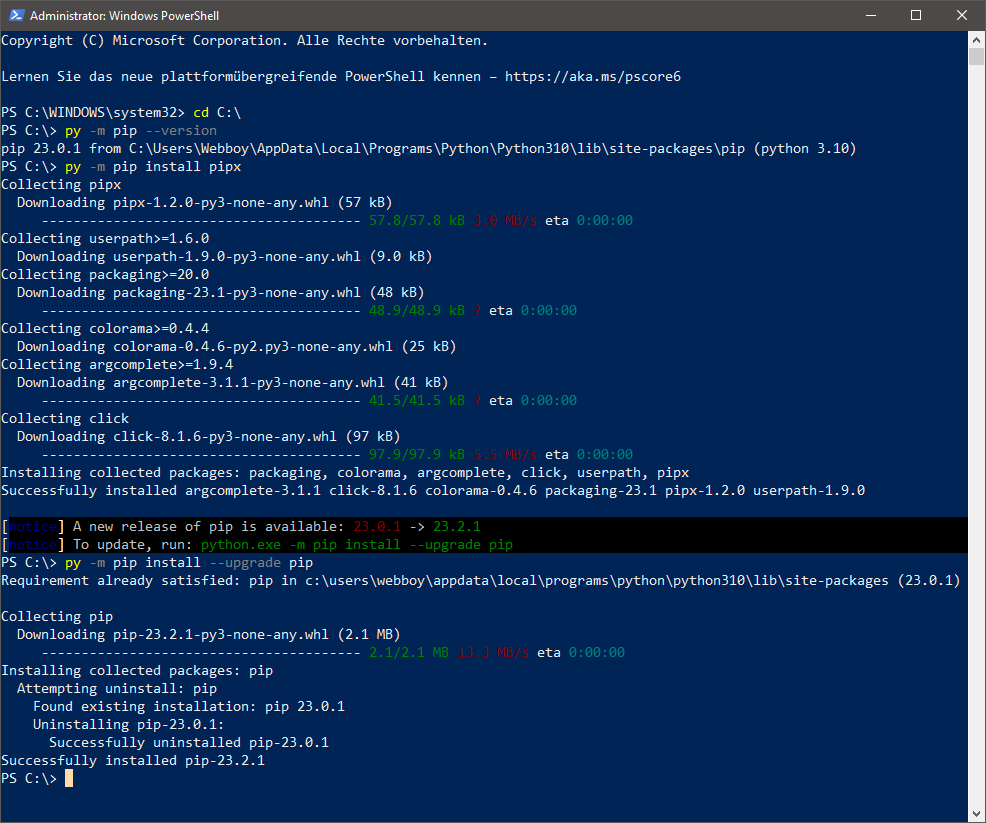 Administrator: Windows PowerShell
Copyright (C) Microsoft Corporation. Alle Rechte vorbehalten.
Lernen Sie das neue plattformübergreifende PowerShell kennen – https://aka.ms/pscore6
PS C:\WINDOWS\system32> cd C:\
PS C:\> py -m pip --version
pip 23.0.1 from C:\Users\Webboy\AppData\Local\Programs\Python\Python310\lib\site-packages\pip (python 3.10)
PS C:\> py -m pip install pipx
Collecting pipx
  Downloading pipx-1.2.0-py3-none-any.whl (57 kB)
     ---------------------------------------- 57.8/57.8 kB 3.0 MB/s eta 0:00:00
Collecting userpath>=1.6.0
  Downloading userpath-1.9.0-py3-none-any.whl (9.0 kB)
Collecting packaging>=20.0
  Downloading packaging-23.1-py3-none-any.whl (48 kB)
     ---------------------------------------- 48.9/48.9 kB ? eta 0:00:00
Collecting colorama>=0.4.4
  Downloading colorama-0.4.6-py2.py3-none-any.whl (25 kB)
Collecting argcomplete>=1.9.4
  Downloading argcomplete-3.1.1-py3-none-any.whl (41 kB)
     ---------------------------------------- 41.5/41.5 kB ? eta 0:00:00
Collecting click
  Downloading click-8.1.6-py3-none-any.whl (97 kB)
     ---------------------------------------- 97.9/97.9 kB 5.5 MB/s eta 0:00:00
Installing collected packages: packaging, colorama, argcomplete, click, userpath, pipx
Successfully installed argcomplete-3.1.1 click-8.1.6 colorama-0.4.6 packaging-23.1 pipx-1.2.0 userpath-1.9.0
[notice] A new release of pip is available: 23.0.1 -> 23.2.1
[notice] To update, run: python.exe -m pip install --upgrade pip
PS C:\> py -m pip install --upgrade pip
Requirement already satisfied: pip in c:\users\webboy\appdata\local\programs\python\python310\lib\site-packages (23.0.1)
Collecting pip
  Downloading pip-23.2.1-py3-none-any.whl (2.1 MB)
     ---------------------------------------- 2.1/2.1 MB 13.3 MB/s eta 0:00:00
Installing collected packages: pip
  Attempting uninstall: pip
    Found existing installation: pip 23.0.1
    Uninstalling pip-23.0.1:
      Successfully uninstalled pip-23.0.1
Successfully installed pip-23.2.1
PS C:\>